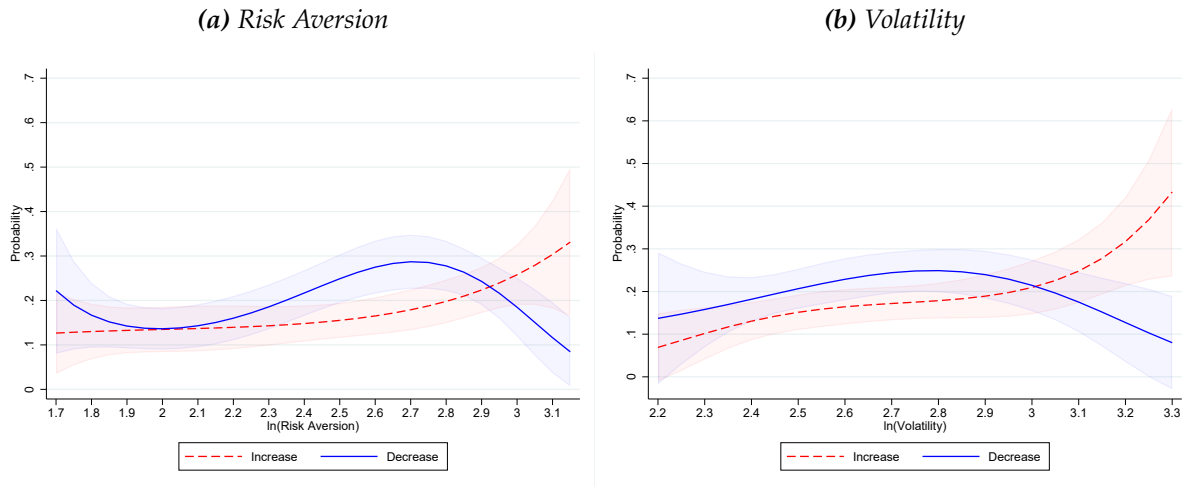 (a) Risk Aversion
Probability
.7
.6
.5
.4
.3
.2
.1
0
1.7 1.8 1.9 2 2.1 2.2 2.3 2.4 2.5 2.6 2.7 2.8 2.9 3 3.1
ln(Risk Aversion)
Increase Decrease
(b) Volatility
Probability
.7
.6
.5
.4
.3
.2
.1
0
2.2 2.3 2.4 2.5 2.6 2.7 2.8 2.9 3 3.1 3.2 3.3
ln(Volatility)
Increase Decrease